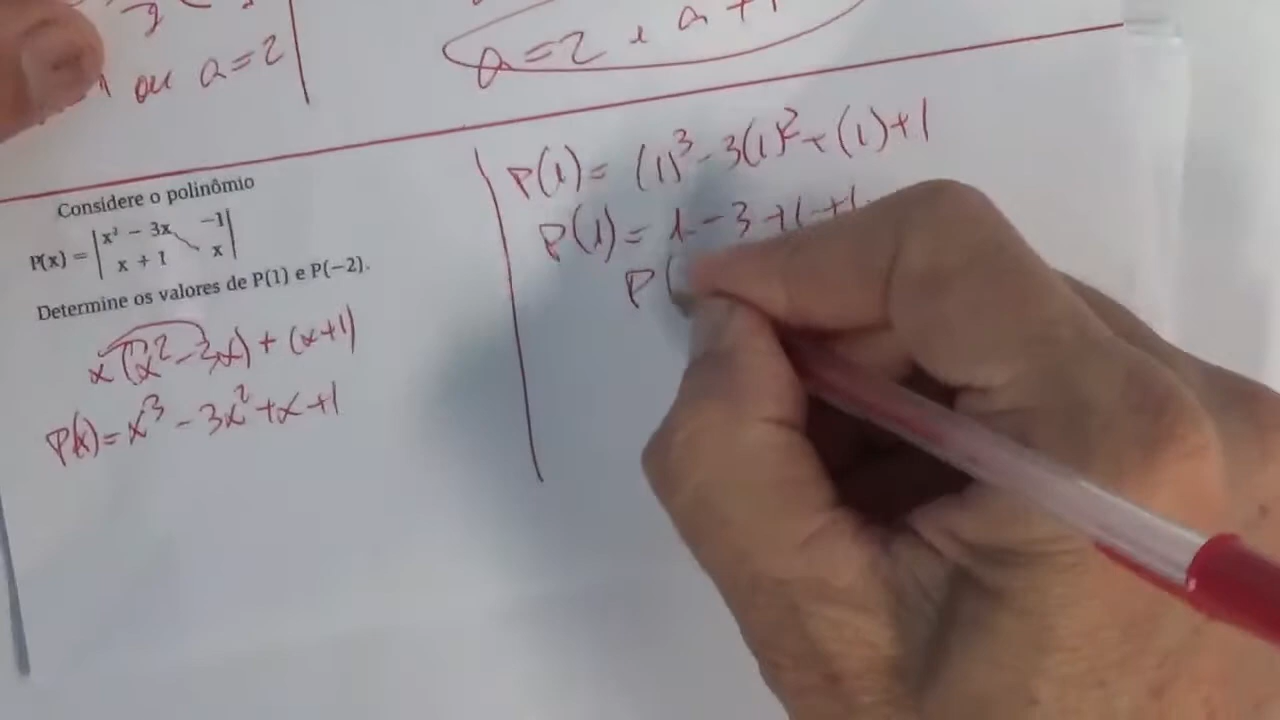 ou a=2
a=2 e a≠1
Considere o polinômio
P(x) = | x² − 3x −1 |
| x + 1 x |
Determine os valores de P(1) e P(−2).
x(x²-3x)+(x+1)
P(x)=x³-3x²+x+1
P(1)=(1)³-3(1)²+(1)+1
P(1)=1-3+1+1
P(